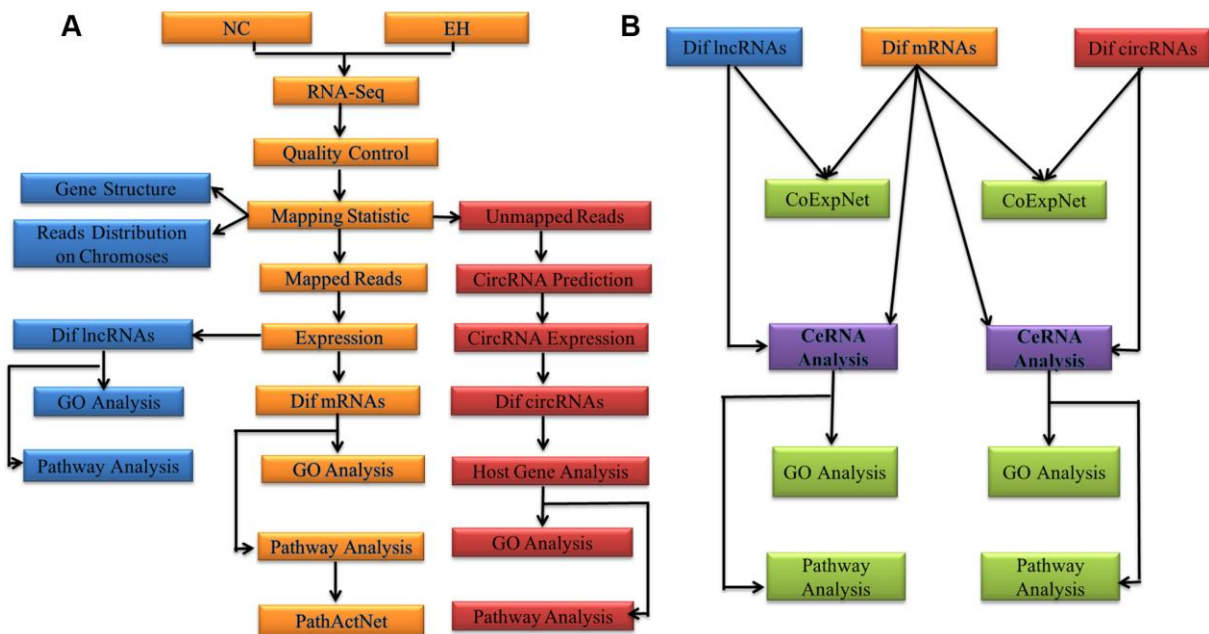 A
NC
EH
RNA-Seq
Quality Control
Gene Structure
Mapping Statistic
Unmapped Reads
Reads Distribution
on Chromoses
Mapped Reads
CircRNA Prediction
Dif lncRNAs
Expression
CircRNA Expression
GO Analysis
Dif mRNAs
Dif circRNAs
Pathway Analysis
GO Analysis
Host Gene Analysis
Pathway Analysis
GO Analysis
PathActNet
Pathway Analysis
B
Dif lncRNAs
Dif mRNAs
Dif circRNAs
CoExpNet
CoExpNet
CeRNA
Analysis
CeRNA
Analysis
GO Analysis
GO Analysis
Pathway
Analysis
Pathway
Analysis